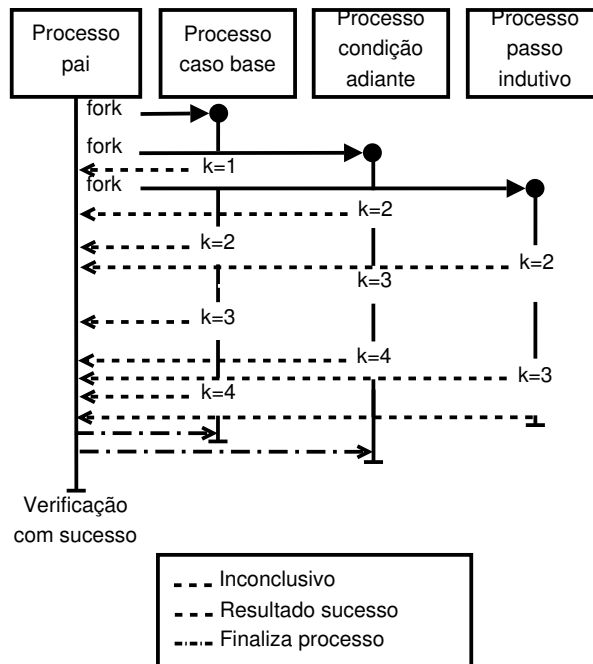 Processo
pai
Processo
caso base
Processo
condição
adiante
Processo
passo
indutivo
fork
fork
k=1
fork
k=2
k=2
k=2
k=3
k=3
k=4
k=3
k=4
Verificação
com sucesso
Inconclusivo
Resultado sucesso
Finaliza processo